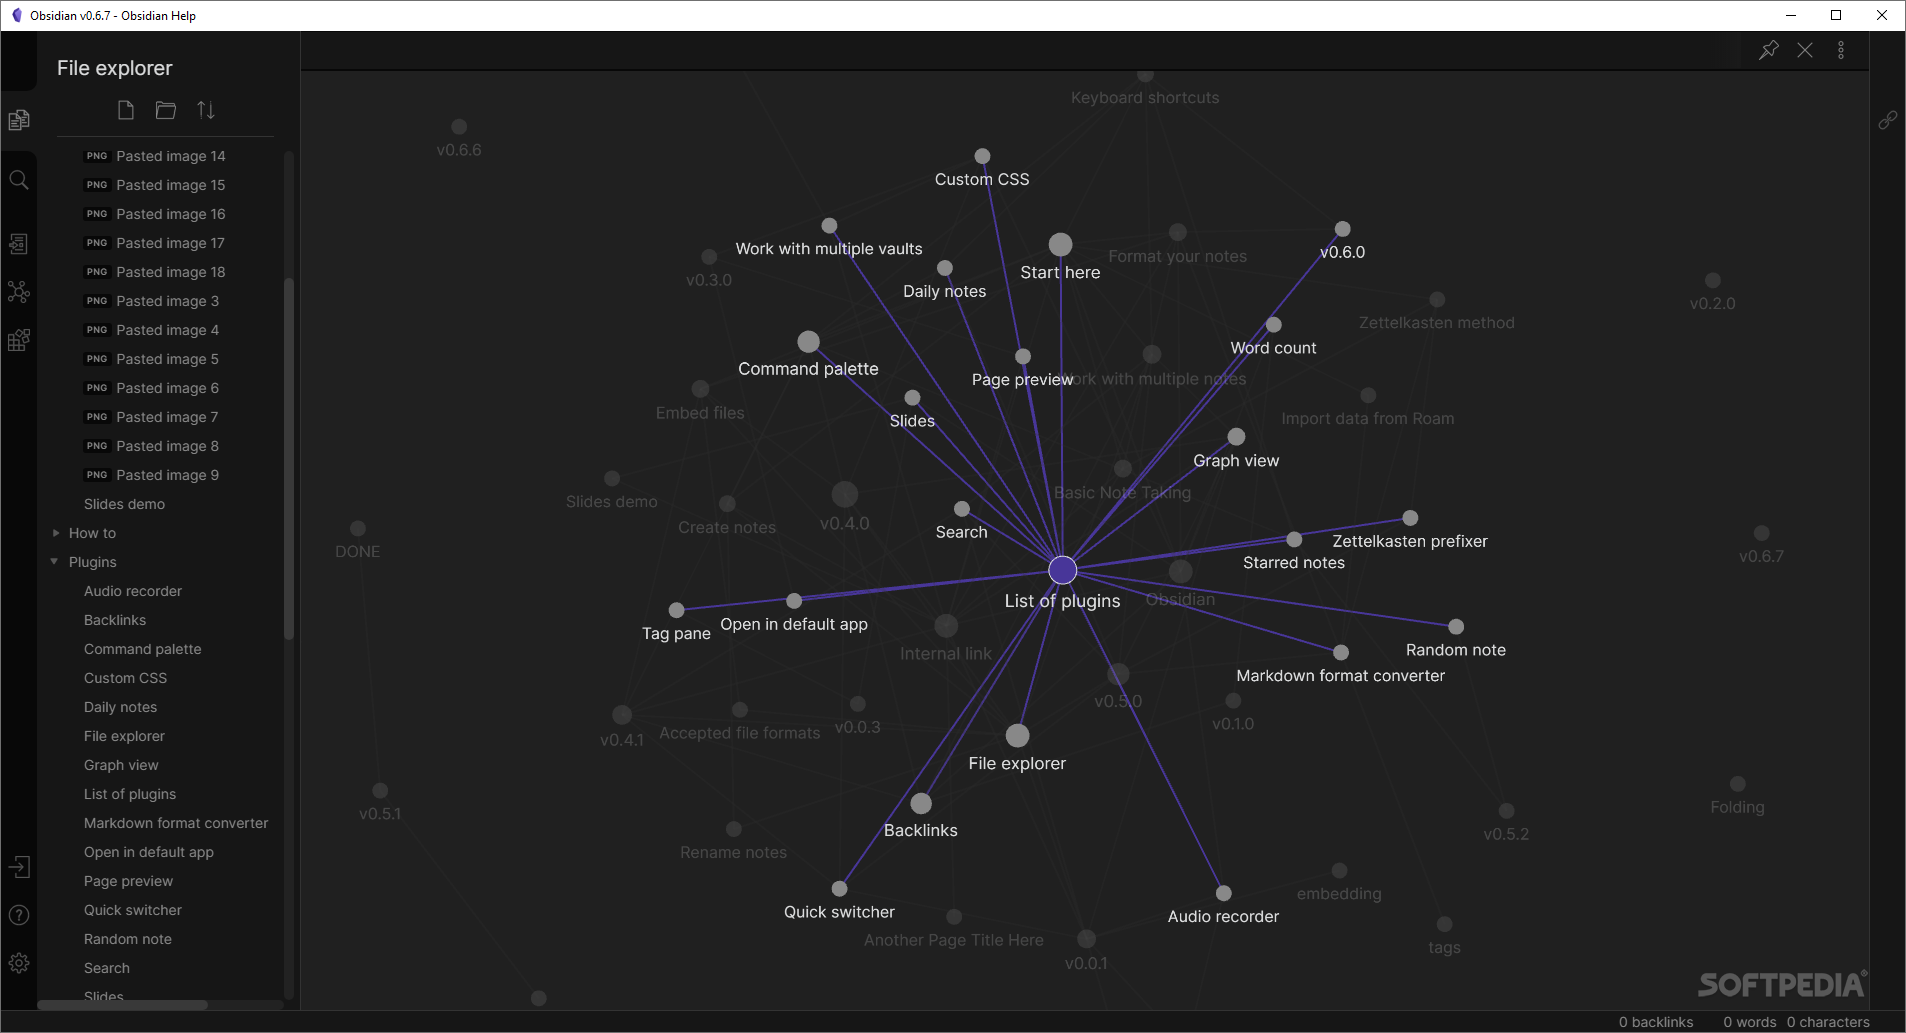 Obsidian v0.6.7 - Obsidian Help
File explorer
PNG Pasted image 14
PNG Pasted image 15
PNG Pasted image 16
PNG Pasted image 17
PNG Pasted image 18
PNG Pasted image 3
PNG Pasted image 4
PNG Pasted image 5
PNG Pasted image 6
PNG Pasted image 7
PNG Pasted image 8
PNG Pasted image 9
Slides demo
How to
Plugins
Audio recorder
Backlinks
Command palette
Custom CSS
Daily notes
File explorer
Graph view
List of plugins
Markdown format converter
Open in default app
Page preview
Quick switcher
Random note
Search
Slides
Keyboard shortcuts
v0.6.6
Custom CSS
Work with multiple vaults
v0.6.0
Format your notes
Start here
v0.3.0
Daily notes
v0.2.0
Zettelkasten method
Word count
Command palette
Page preview
Work with multiple notes
Embed files
Import data from Roam
Slides
Graph view
Basic Note Taking
Slides demo
Create notes
v0.4.0
Search
Zettelkasten prefixer
DONE
v0.6.7
Starred notes
List of plugins
Obsidian
Open in default app
Tag pane
Random note
Internal link
Markdown format converter
v0.5.0
v0.1.0
v0.0.3
Accepted file formats
v0.4.1
File explorer
Folding
v0.5.1
Backlinks
v0.5.2
Rename notes
embedding
Quick switcher
Audio recorder
Another Page Title Here
tags
v0.0.1
SOFTPEDIA®
0 backlinks 0 words 0 characters